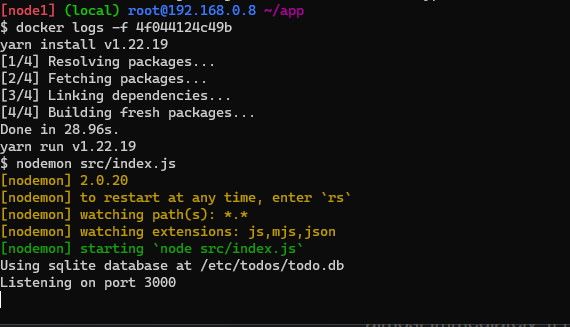 [node1] (local) root@192.168.0.8 ~/app
$ docker logs -f 4f044124c49b
yarn install v1.22.19
[1/4] Resolving packages...
[2/4] Fetching packages...
[3/4] Linking dependencies...
[4/4] Building fresh packages...
Done in 28.96s.
yarn run v1.22.19
$ nodemon src/index.js
[nodemon] 2.0.20
[nodemon] to restart at any time, enter `rs`
[nodemon] watching path(s): *.*
[nodemon] watching extensions: js,mjs,json
[nodemon] starting `node src/index.js`
Using sqlite database at /etc/todos/todo.db
Listening on port 3000